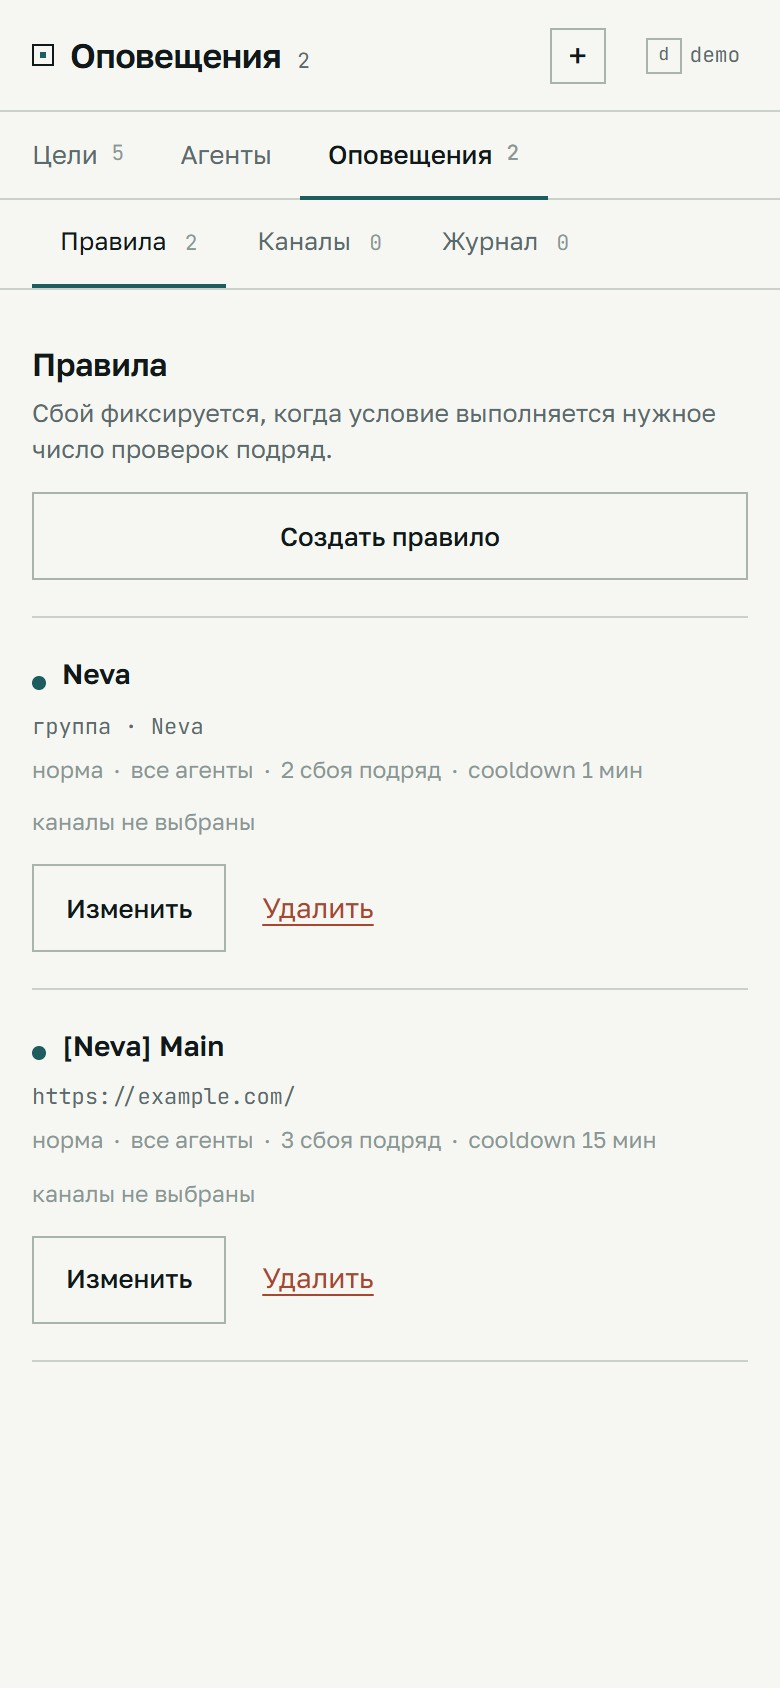 Оповещения 2
+
d demo
Цели 5 Агенты Оповещения 2
Правила 2 Каналы 0 Журнал 0
Правила
Сбой фиксируется, когда условие выполняется нужное
число проверок подряд.
Создать правило
Neva
группа · Neva
норма · все агенты · 2 сбоя подряд · cooldown 1 мин
каналы не выбраны
Изменить Удалить
[Neva] Main
https://example.com/
норма · все агенты · 3 сбоя подряд · cooldown 15 мин
каналы не выбраны
Изменить Удалить